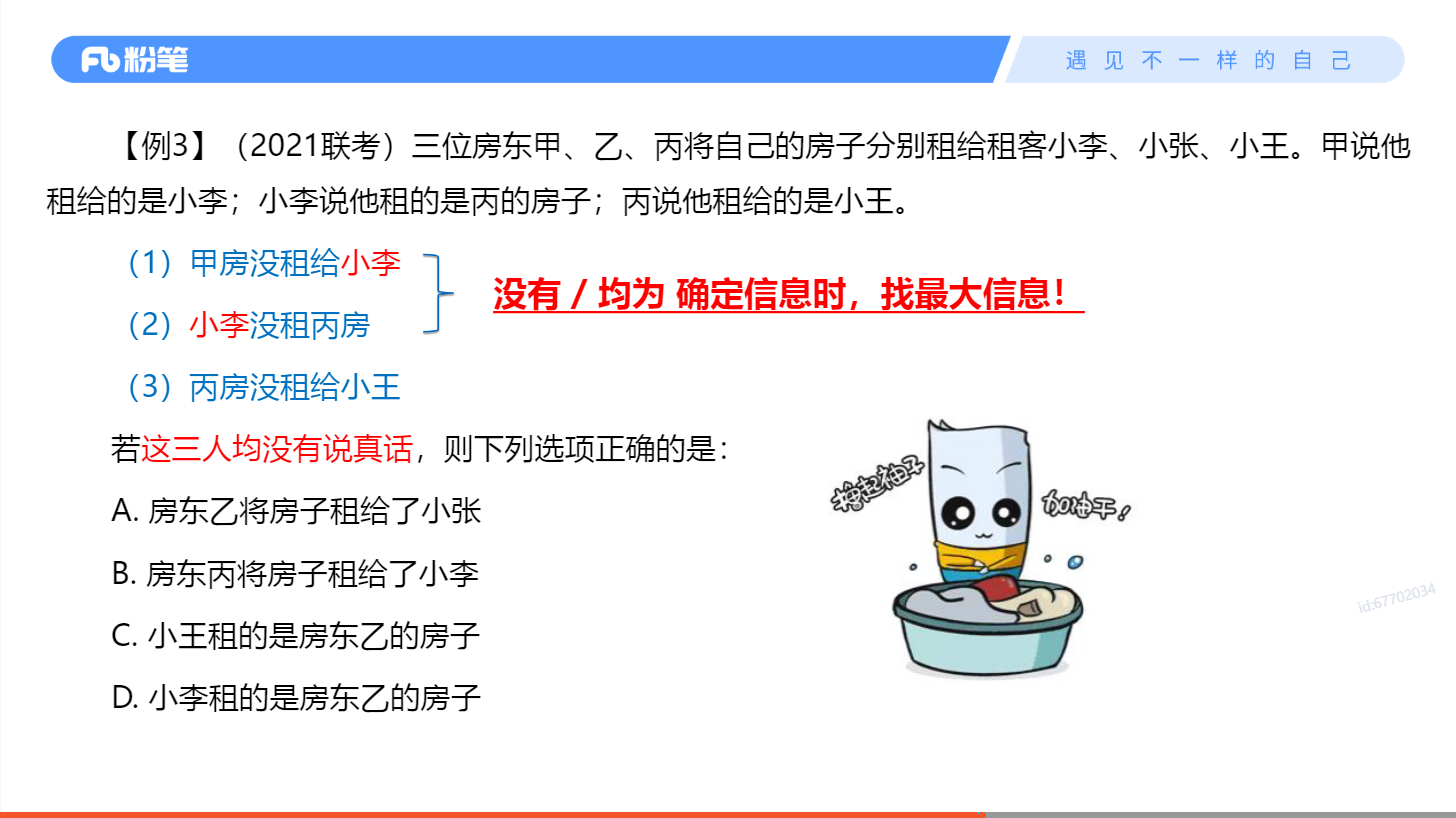 粉笔
遇见不一样的自己
【例3】（2021联考）三位房东甲、乙、丙将自己的房子分别租给租客小李、小张、小王。甲说他
租给的是小李；小李说他租的是丙的房子；丙说他租给的是小王。
（1）甲房没租给小李
没有 / 均为 确定信息时，找最大信息！
（2）小李没租丙房
（3）丙房没租给小王
若这三人均没有说真话，则下列选项正确的是：
撸起袖子
加油干！
A. 房东乙将房子租给了小张
B. 房东丙将房子租给了小李
id:67702034
C. 小王租的是房东乙的房子
D. 小李租的是房东乙的房子